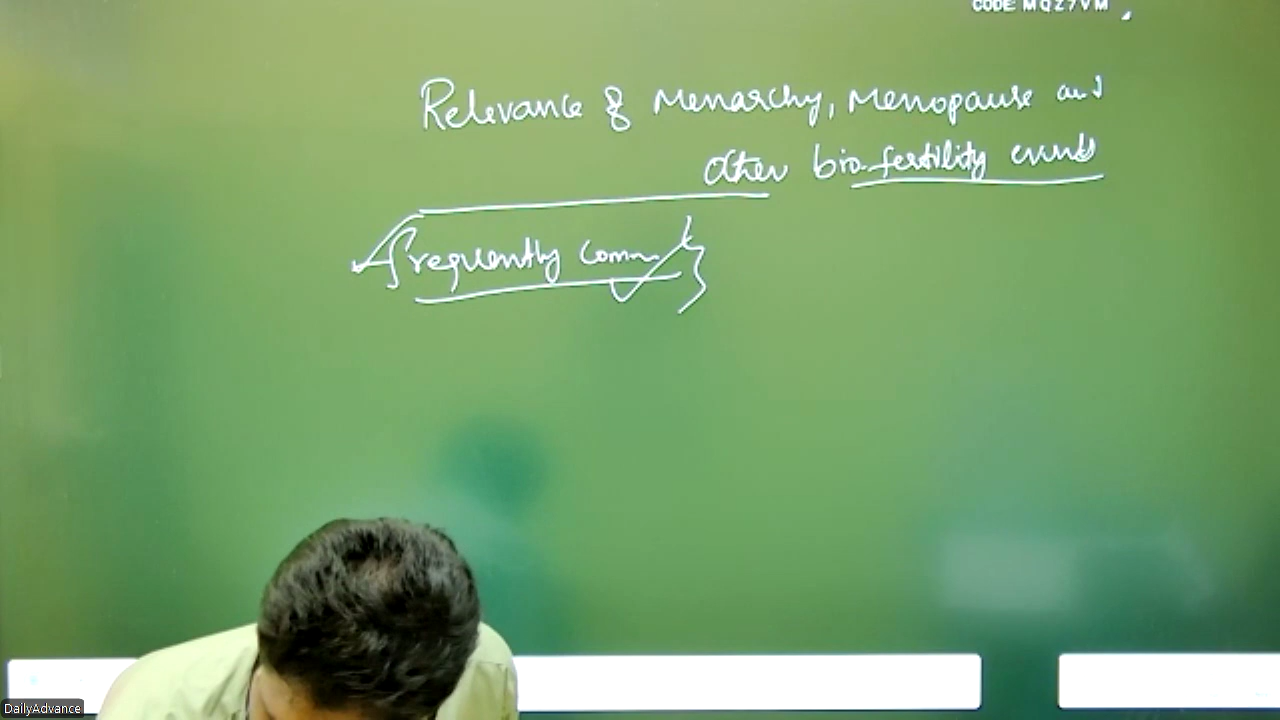 CODE: MQZ7VM
Relevance of Menarchy, Menopause and
other bio-fertility events
frequently comm
DailyAdvance